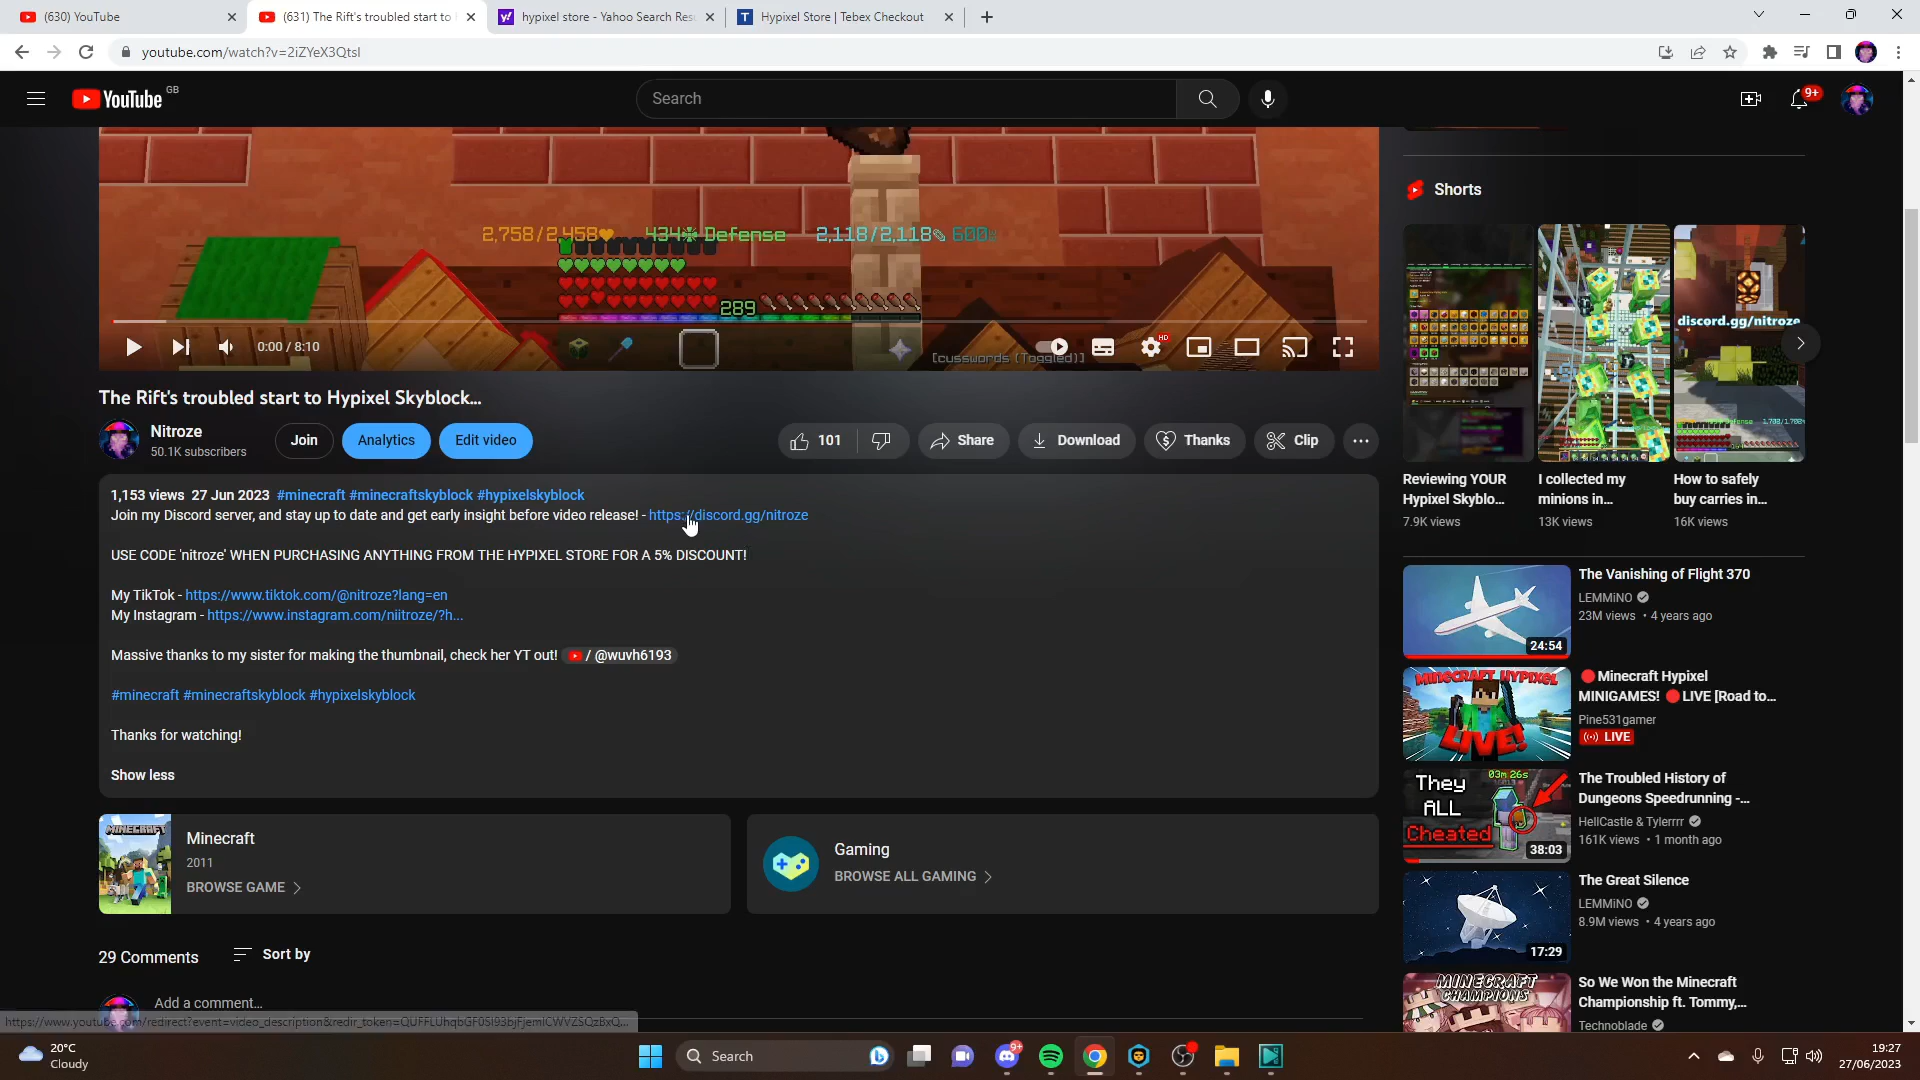 (630) YouTube
(631) The Rift's troubled start to
hypixel store - Yahoo Search Res
Hypixel Store | Tebex Checkout
youtube.com/watch?v=2iZYeX3QtsI
YouTube GB
Search
9+
2,758/2,458 434 Defense 2,118/2,118 600
289
[cusswords (Toggled)]
0:00 / 8:10
HD
The Rift's troubled start to Hypixel Skyblock...
Nitroze
50.1K subscribers
Join
Analytics
Edit video
101
Share
Download
Thanks
Clip
1,153 views 27 Jun 2023 #minecraft #minecraftskyblock #hypixelskyblock
Join my Discord server, and stay up to date and get early insight before video release! - https://discord.gg/nitroze
USE CODE 'nitroze' WHEN PURCHASING ANYTHING FROM THE HYPIXEL STORE FOR A 5% DISCOUNT!
My TikTok - https://www.tiktok.com/@nitroze?lang=en
My Instagram - https://www.instagram.com/niitroze/?h...
Massive thanks to my sister for making the thumbnail, check her YT out! / @wuvh6193
#minecraft #minecraftskyblock #hypixelskyblock
Thanks for watching!
Show less
MINECRAFT
Minecraft
2011
BROWSE GAME
Gaming
BROWSE ALL GAMING
29 Comments
Sort by
Add a comment...
Shorts
discord.gg/nitroze
Reviewing YOUR
Hypixel Skyblo...
7.9K views
I collected my
minions in...
13K views
How to safely
buy carries in...
16K views
24:54
The Vanishing of Flight 370
LEMMiNO
23M views • 4 years ago
MINECRAFT HYPIXEL
LIVE!
Minecraft Hypixel
MINIGAMES! LIVE [Road to...
Pine531gamer
LIVE
They
ALL
Cheated
03m 26s
38:03
The Troubled History of
Dungeons Speedrunning -...
HellCastle & Tylerrrr
161K views • 1 month ago
17:29
The Great Silence
LEMMiNO
8.9M views • 4 years ago
MINECRAFT
CHAMPIONS
So We Won the Minecraft
Championship ft. Tommy,...
Technoblade
20°C
Cloudy
Search
9+
19:27
27/06/2023